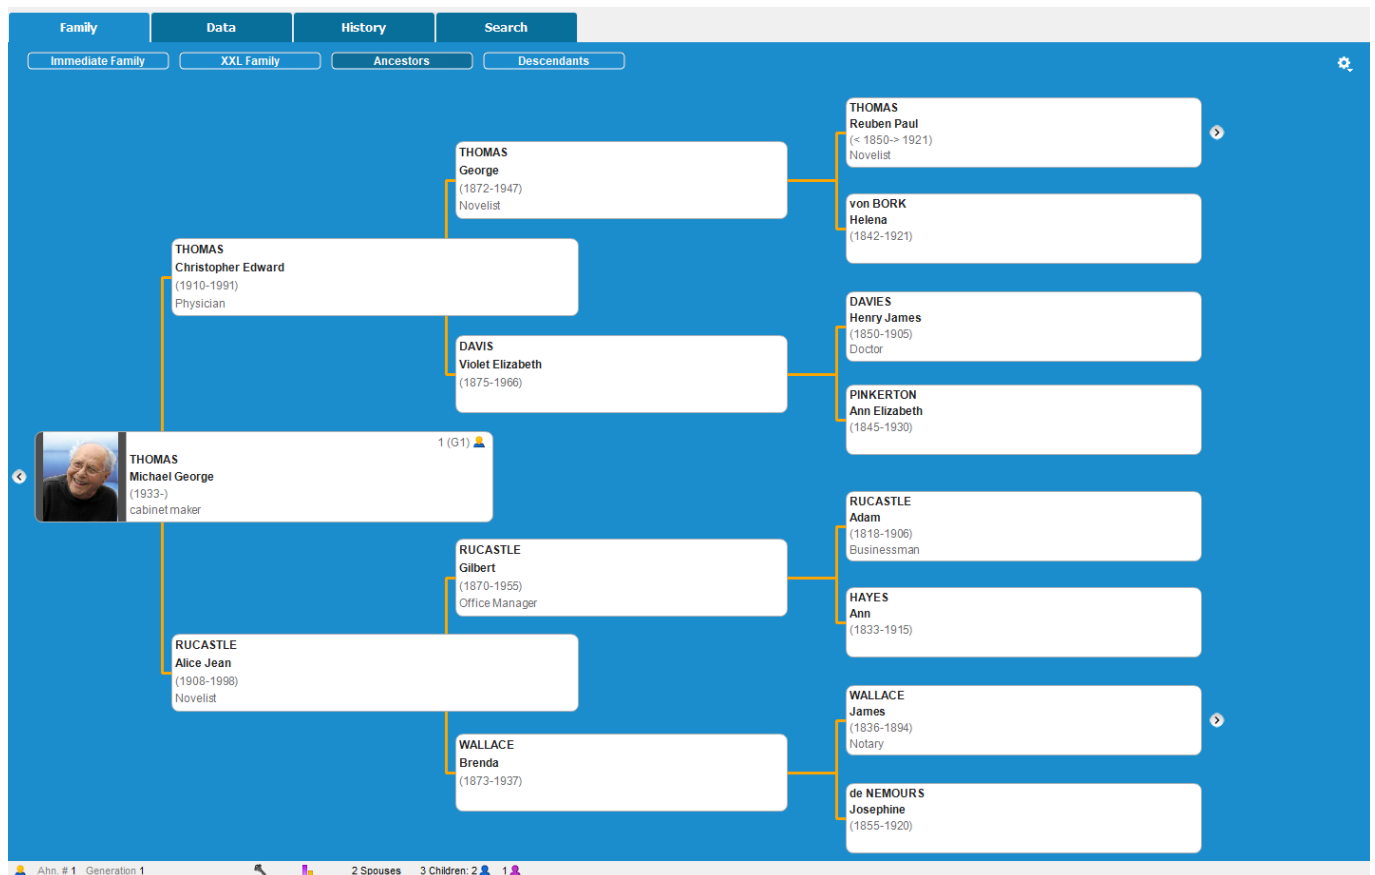 Family Data History Search
Immediate Family XXL Family Ancestors Descendants
THOMAS
Reuben Paul
(< 1850-> 1921)
Novelist
THOMAS
George
(1872-1947)
Novelist
von BORK
Helena
(1842-1921)
THOMAS
Christopher Edward
(1910-1991)
Physician
DAVIES
Henry James
(1850-1905)
Doctor
DAVIS
Violet Elizabeth
(1875-1966)
PINKERTON
Ann Elizabeth
(1845-1930)
1 (G1)
THOMAS
Michael George
(1933-)
cabinet maker
RUCASTLE
Adam
(1818-1906)
Businessman
RUCASTLE
Gilbert
(1870-1955)
Office Manager
HAYES
Ann
(1833-1915)
RUCASTLE
Alice Jean
(1908-1998)
Novelist
WALLACE
James
(1836-1894)
Notary
WALLACE
Brenda
(1873-1937)
de NEMOURS
Josephine
(1855-1920)
Ahn. # 1 Generation 1 2 Spouses 3 Children: 2 1